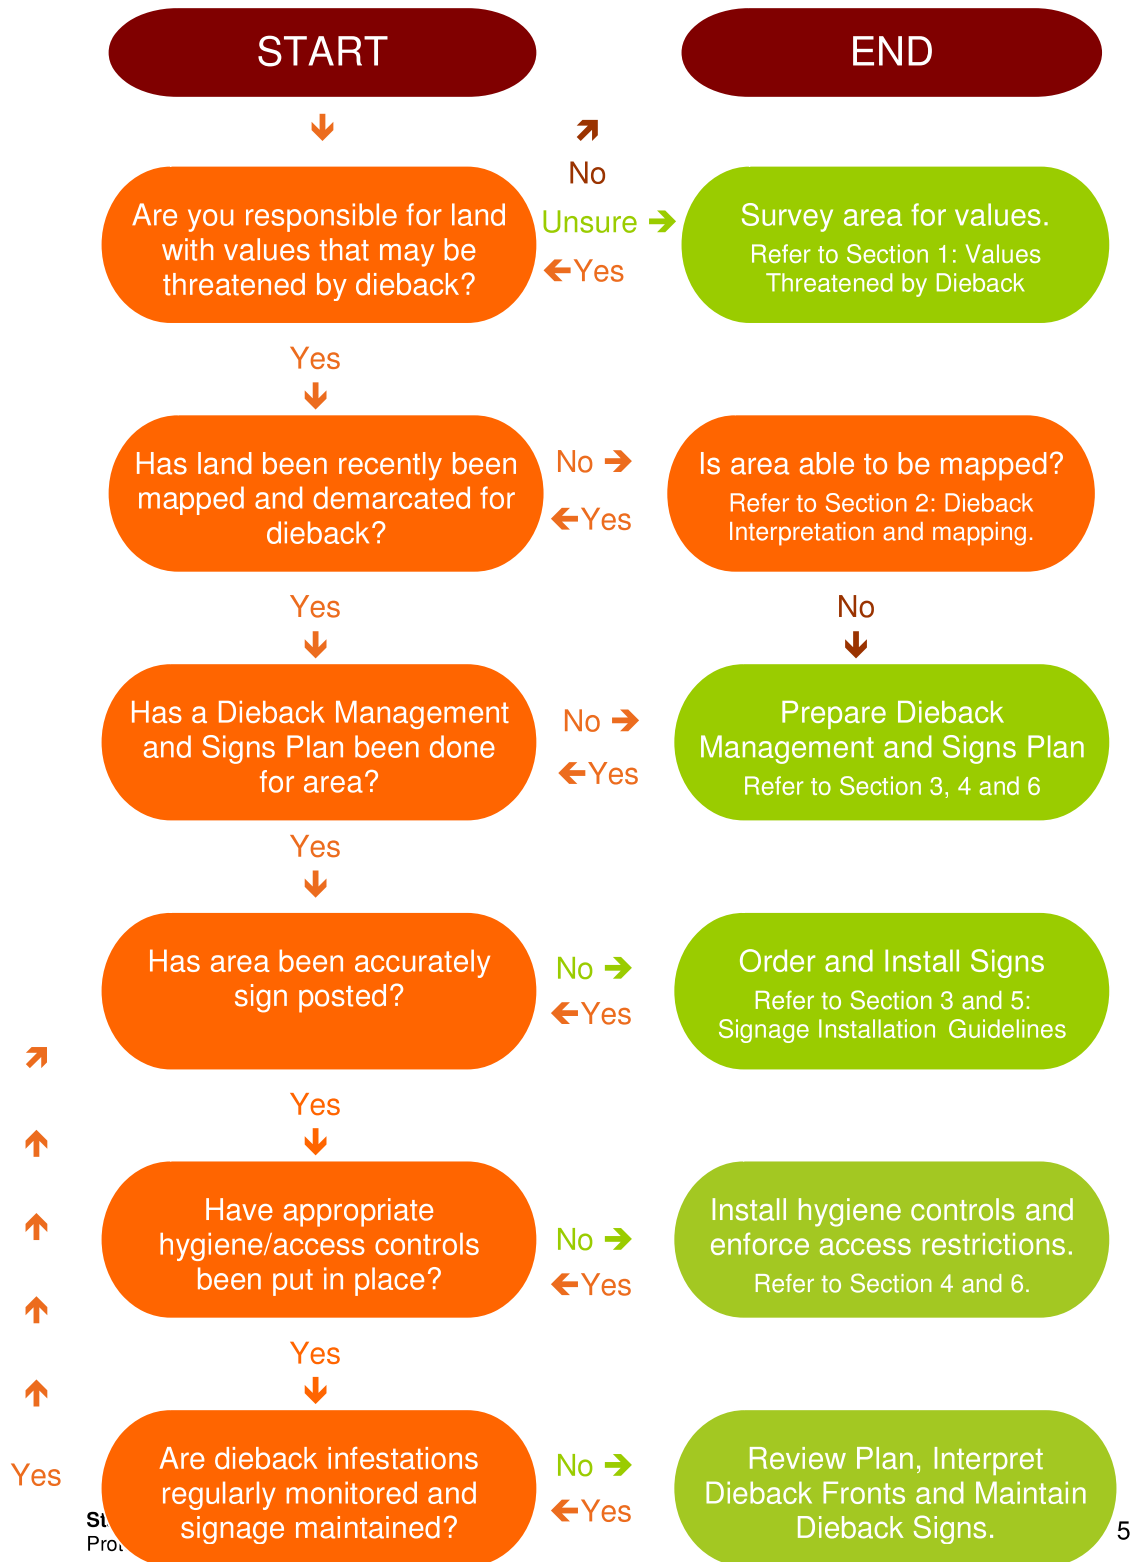 START
END
No
Are you responsible for land
with values that may be
threatened by dieback?
Unsure
Yes
Survey area for values.
Refer to Section 1: Values
Threatened by Dieback
Yes
Has land been recently been
mapped and demarcated for
dieback?
No
Yes
Is area able to be mapped?
Refer to Section 2: Dieback
Interpretation and mapping.
Yes
No
Has a Dieback Management
and Signs Plan been done
for area?
No
Yes
Prepare Dieback
Management and Signs Plan
Refer to Section 3, 4 and 6
Yes
Has area been accurately
sign posted?
No
Yes
Order and Install Signs
Refer to Section 3 and 5:
Signage Installation Guidelines
Yes
Have appropriate
hygiene/access controls
been put in place?
No
Yes
Install hygiene controls and
enforce access restrictions.
Refer to Section 4 and 6.
Yes
Yes
Are dieback infestations
regularly monitored and
signage maintained?
No
Yes
Review Plan, Interpret
Dieback Fronts and Maintain
Dieback Signs.
5